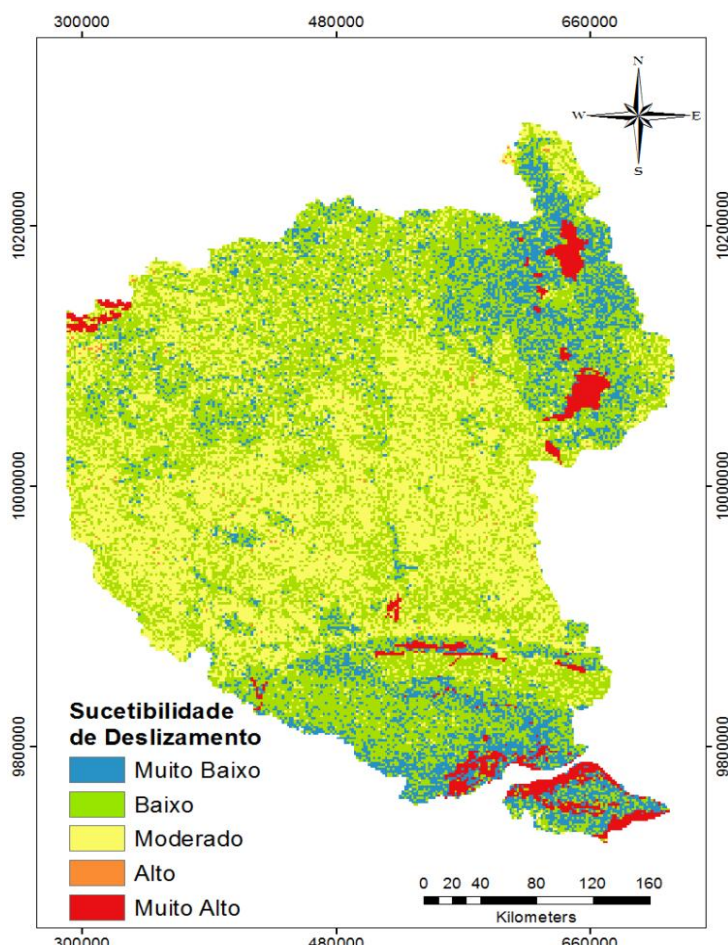 300000 480000 660000
N
W E
S
10200000 10200000
10000000 10000000
9800000 9800000
Sucetibilidade
de Deslizamento
Muito Baixo
Baixo
Moderado
Alto
Muito Alto
0 20 40 80 120 160
Kilometers
300000 480000 660000